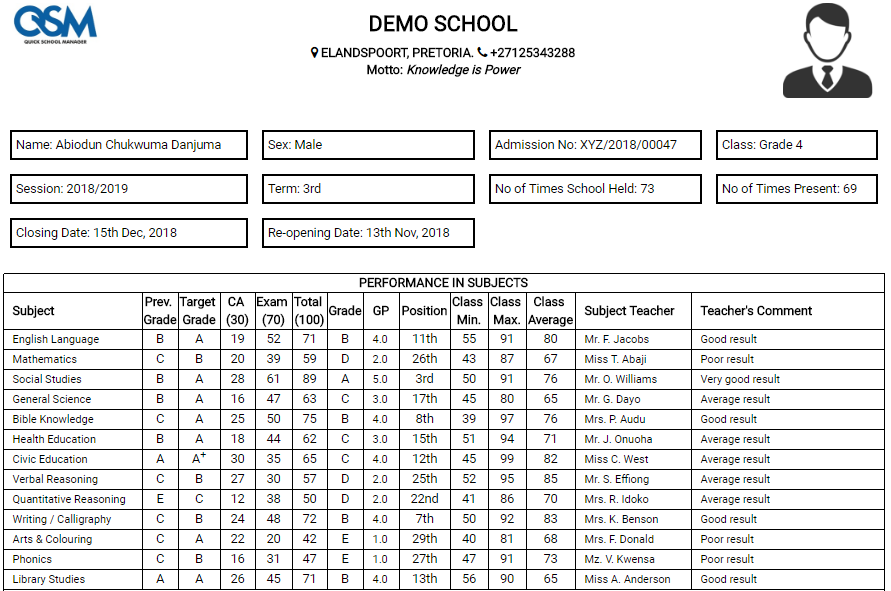 QSM
QUICK SCHOOL MANAGER
DEMO SCHOOL
ELANDSPOORT, PRETORIA. +27125343288
Motto: Knowledge is Power
Name: Abiodun Chukwuma Danjuma Sex: Male Admission No: XYZ/2018/00047 Class: Grade 4
Session: 2018/2019 Term: 3rd No of Times School Held: 73 No of Times Present: 69
Closing Date: 15th Dec, 2018 Re-opening Date: 13th Nov, 2018
PERFORMANCE IN SUBJECTS
Subject Prev. Grade Target Grade CA (30) Exam (70) Total (100) Grade GP Position Class Min. Class Max. Class Average Subject Teacher Teacher's Comment
English Language B A 19 52 71 B 4.0 11th 55 91 80 Mr. F. Jacobs Good result
Mathematics C B 20 39 59 D 2.0 26th 43 87 67 Miss T. Abaji Poor result
Social Studies B A 28 61 89 A 5.0 3rd 50 91 76 Mr. O. Williams Very good result
General Science B A 16 47 63 C 3.0 17th 45 80 65 Mr. G. Dayo Average result
Bible Knowledge C A 25 50 75 B 4.0 8th 39 97 76 Mrs. P. Audu Good result
Health Education B A 18 44 62 C 3.0 15th 51 94 71 Mr. J. Onuoha Average result
Civic Education A A+ 30 35 65 C 4.0 12th 45 99 82 Miss C. West Average result
Verbal Reasoning C B 27 30 57 D 2.0 25th 52 95 85 Mr. S. Effiong Average result
Quantitative Reasoning E C 12 38 50 D 2.0 22nd 41 86 70 Mrs. R. Idoko Average result
Writing / Calligraphy C B 24 48 72 B 4.0 7th 50 92 83 Mrs. K. Benson Good result
Arts & Colouring C A 22 20 42 E 1.0 29th 40 81 68 Mrs. F. Donald Poor result
Phonics C B 16 31 47 E 1.0 27th 47 91 73 Mz. V. Kwensa Poor result
Library Studies A A 26 45 71 B 4.0 13th 56 90 65 Miss A. Anderson Good result